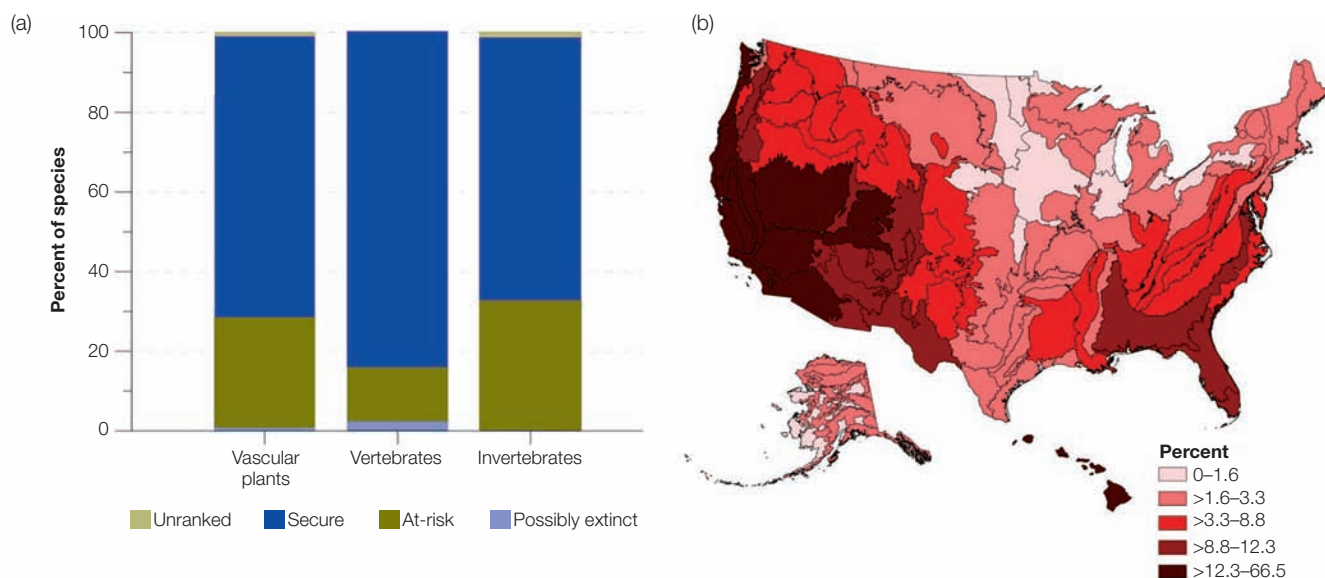 (a)
100
80
60
40
20
0
Percent of species
Vascular
plants
Vertebrates
Invertebrates
Unranked
Secure
At-risk
Possibly extinct
(b)
Percent
0–1.6
>1.6–3.3
>3.3–8.8
>8.8–12.3
>12.3–66.5